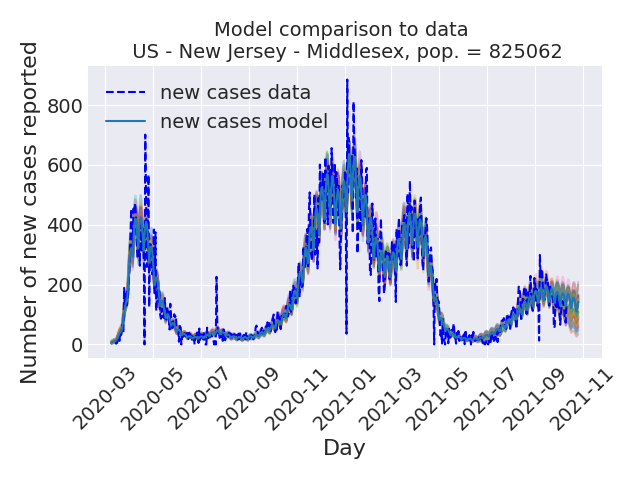 Model comparison to data
US - New Jersey - Middlesex, pop. = 825062
Number of new cases reported
800
600
400
200
0
new cases data
new cases model
2020-03
2020-05
2020-07
2020-09
2020-11
2021-01
2021-03
2021-05
2021-07
2021-09
2021-11
Day